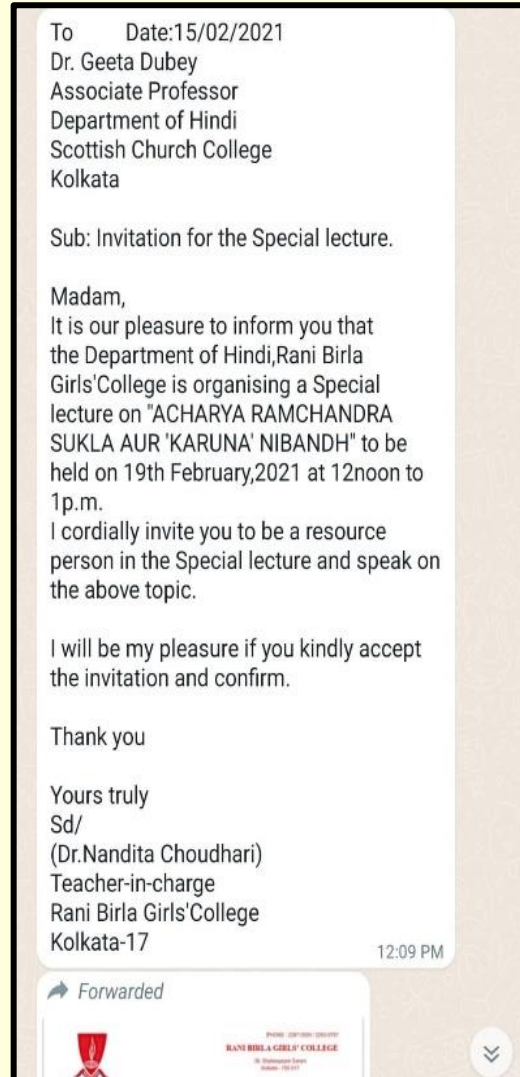 To Date:15/02/2021
Dr. Geeta Dubey
Associate Professor
Department of Hindi
Scottish Church College
Kolkata
Sub: Invitation for the Special lecture.
Madam,
It is our pleasure to inform you that
the Department of Hindi,Rani Birla
Girls'College is organising a Special
lecture on "ACHARYA RAMCHANDRA
SUKLA AUR 'KARUNA' NIBANDH" to be
held on 19th February,2021 at 12noon to
1p.m.
I cordially invite you to be a resource
person in the Special lecture and speak on
the above topic.
I will be my pleasure if you kindly accept
the invitation and confirm.
Thank you
Yours truly
Sd/
(Dr.Nandita Choudhari)
Teacher-in-charge
Rani Birla Girls'College
Kolkata-17
12:09 PM
Forwarded
RANI BIRLA GIRLS' COLLEGE